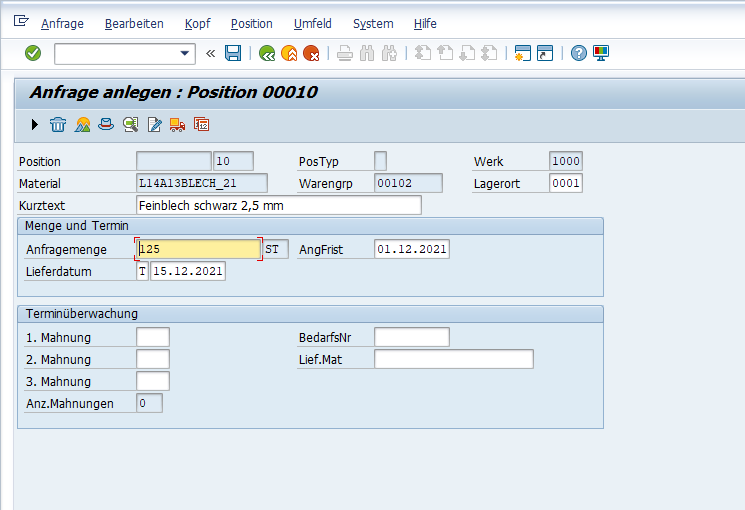 Anfrage Bearbeiten Kopf Position Umfeld System Hilfe
Anfrage anlegen : Position 00010
Position 10 PosTyp Werk 1000
Material L14A13BLECH_21 Warengrp 00102 Lagerort 0001
Kurztext Feinblech schwarz 2,5 mm
Menge und Termin
Anfragemenge 125 ST AngFrist 01.12.2021
Lieferdatum T 15.12.2021
Terminüberwachung
1. Mahnung BedarfsNr
2. Mahnung Lief.Mat
3. Mahnung
Anz.Mahnungen 0